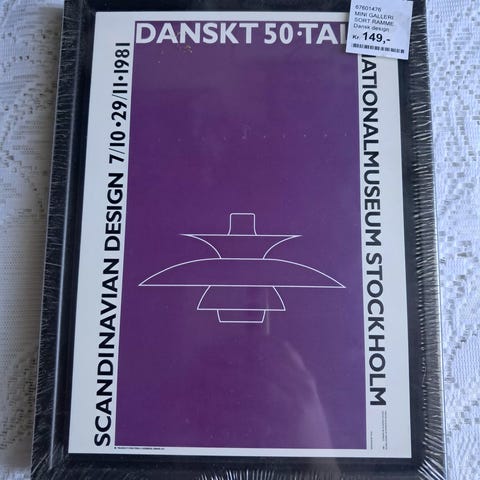 DANSKT 50•TAL
SCANDINAVIAN DESIGN 7/10•29/11•1981
NATIONALMUSEUM STOCKHOLM
67601476
MINI GALLERI
SORT RAMME
Dansk design
Kr. 149,-